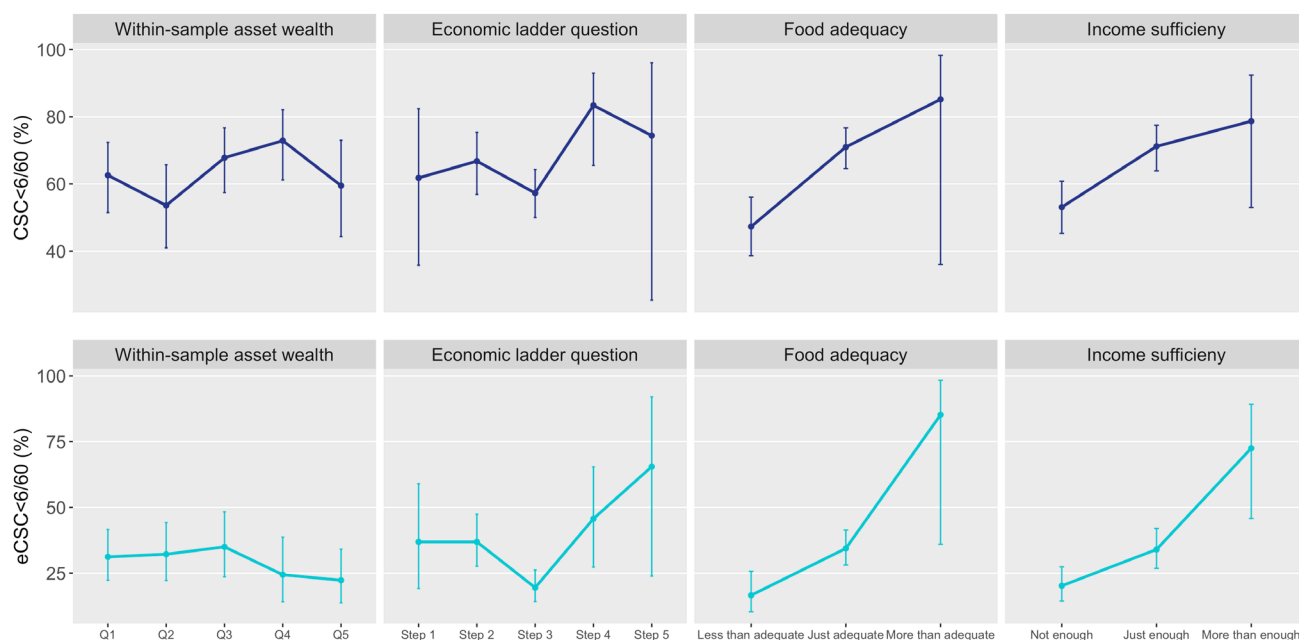 Within-sample asset wealth Economic ladder question Food adequacy Income sufficieny
100
80
60
40
CSC<6/60 (%)
Within-sample asset wealth Economic ladder question Food adequacy Income sufficieny
100
75
50
25
eCSC<6/60 (%)
Q1 Q2 Q3 Q4 Q5 Step 1 Step 2 Step 3 Step 4 Step 5 Less than adequate Just adequate More than adequate Not enough Just enough More than enough